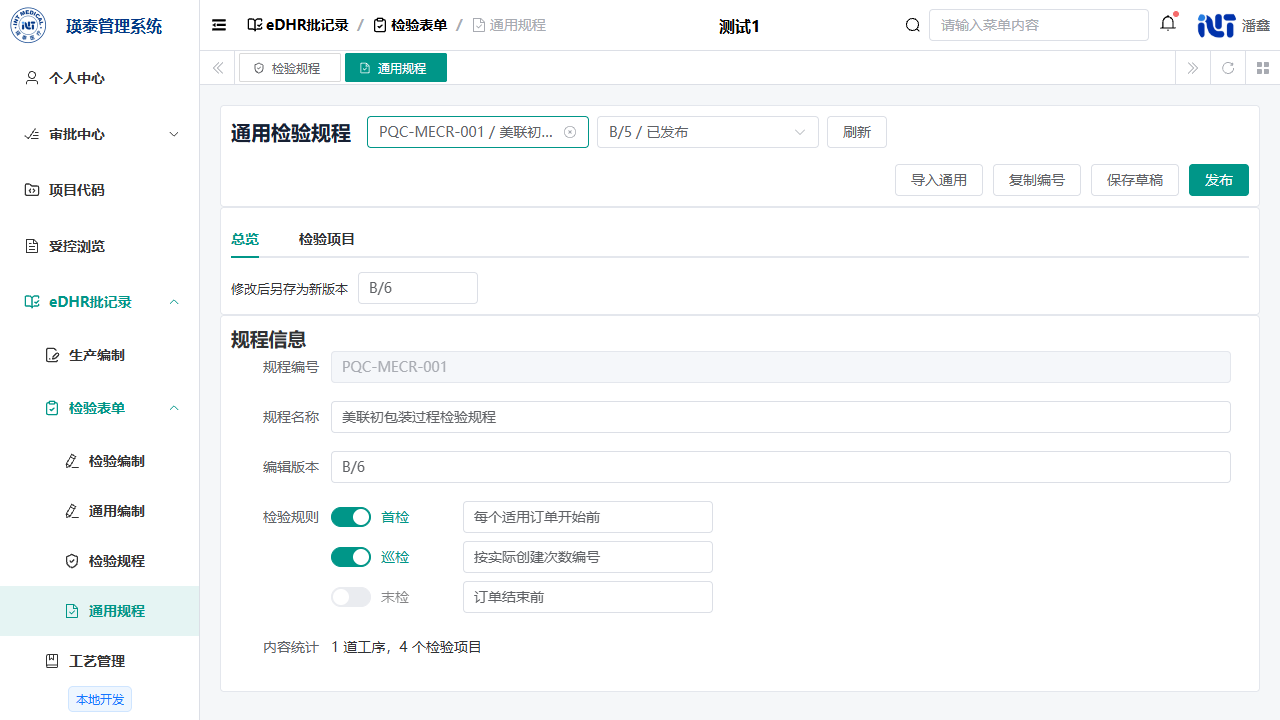 瑛泰管理系统
eDHR批记录 / 检验表单 / 通用规程
测试1
请输入菜单内容
潘鑫
检验规程
通用规程
个人中心
审批中心
项目代码
受控浏览
eDHR批记录
生产编制
检验表单
检验编制
通用编制
检验规程
通用规程
工艺管理
本地开发
通用检验规程
PQC-MECR-001 / 美联初...
B/5 / 已发布
刷新
导入通用
复制编号
保存草稿
发布
总览
检验项目
修改后另存为新版本
B/6
规程信息
规程编号
PQC-MECR-001
规程名称
美联初包装过程检验规程
编辑版本
B/6
检验规则
首检
每个适用订单开始前
巡检
按实际创建次数编号
末检
订单结束前
内容统计
1 道工序，4 个检验项目